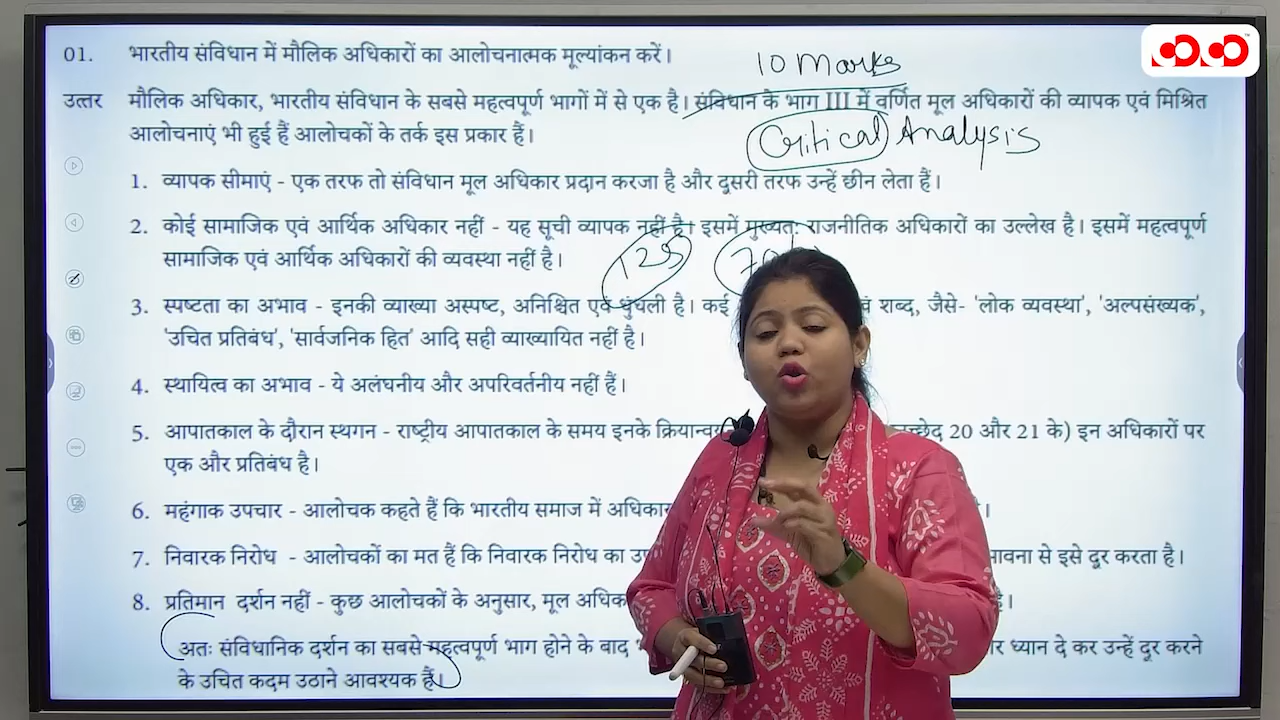 01. भारतीय संविधान में मौलिक अधिकारों का आलोचनात्मक मूल्यांकन करें।
10 Marks
उत्तर मौलिक अधिकार, भारतीय संविधान के सबसे महत्वपूर्ण भागों में से एक है। संविधान के भाग III में वर्णित मूल अधिकारों की व्यापक एवं मिश्रित
आलोचनाएं भी हुई हैं आलोचकों के तर्क इस प्रकार हैं।
Critical Analysis
1. व्यापक सीमाएं - एक तरफ तो संविधान मूल अधिकार प्रदान करजा है और दुसरी तरफ उन्हें छीन लेता हैं।
2. कोई सामाजिक एवं आर्थिक अधिकार नहीं - यह सूची व्यापक नहीं है। इसमें मुख्यतः राजनीतिक अधिकारों का उल्लेख है। इसमें महत्वपूर्ण
सामाजिक एवं आर्थिक अधिकारों की व्यवस्था नहीं है।
125
3. स्पष्टता का अभाव - इनकी व्याख्या अस्पष्ट, अनिश्चित एवं धुंधली है। कई शब्द, जैसे- 'लोक व्यवस्था', 'अल्पसंख्यक',
'उचित प्रतिबंध', 'सार्वजनिक हित' आदि सही व्याख्यायित नहीं है।
4. स्थायित्व का अभाव - ये अलंघनीय और अपरिवर्तनीय नहीं हैं।
5. आपातकाल के दौरान स्थगन - राष्ट्रीय आपातकाल के समय इनके 20 और 21 के) इन अधिकारों पर
एक और प्रतिबंध है।
6. महंगाक उपचार - आलोचक कहते हैं कि भारतीय समाज में
7. निवारक निरोध - आलोचकों का मत हैं कि निवारक निरोध का से इसे दूर करता है।
8. प्रतिमान दर्शन नहीं - कुछ आलोचकों के अनुसार, मूल
अतः संविधानिक दर्शन का सबसे महत्वपूर्ण भाग होने के बाद ध्यान दे कर उन्हें दूर करने
के उचित कदम उठाने आवश्यक हैं।